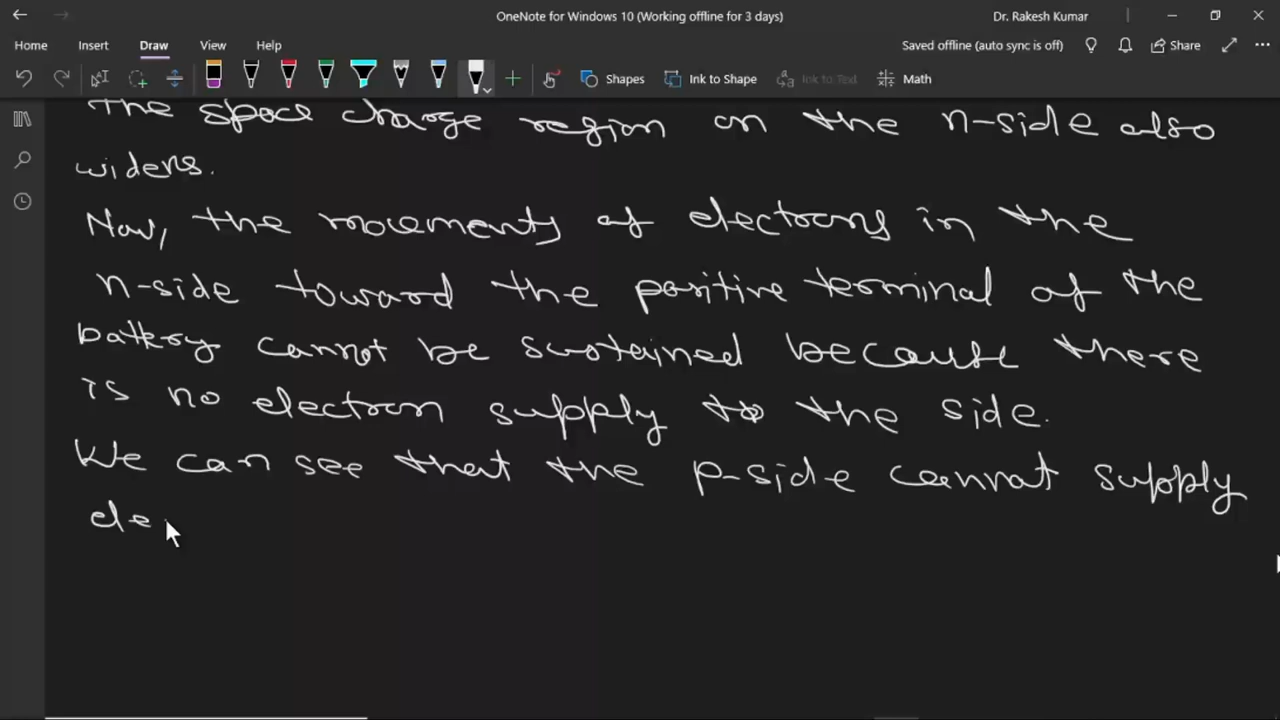 OneNote for Windows 10 (Working offline for 3 days)
Dr. Rakesh Kumar
Home Insert Draw View Help
Saved offline (auto sync is off)
Share
Shapes
Ink to Shape
Ink to Text
Math
The space charge region on the n-side also
widens.
Now, the movements of electrons in the
n-side toward the positive terminal of the
battery cannot be sustained because there
is no electron supply to the side.
We can see that the p-side cannot supply
ele